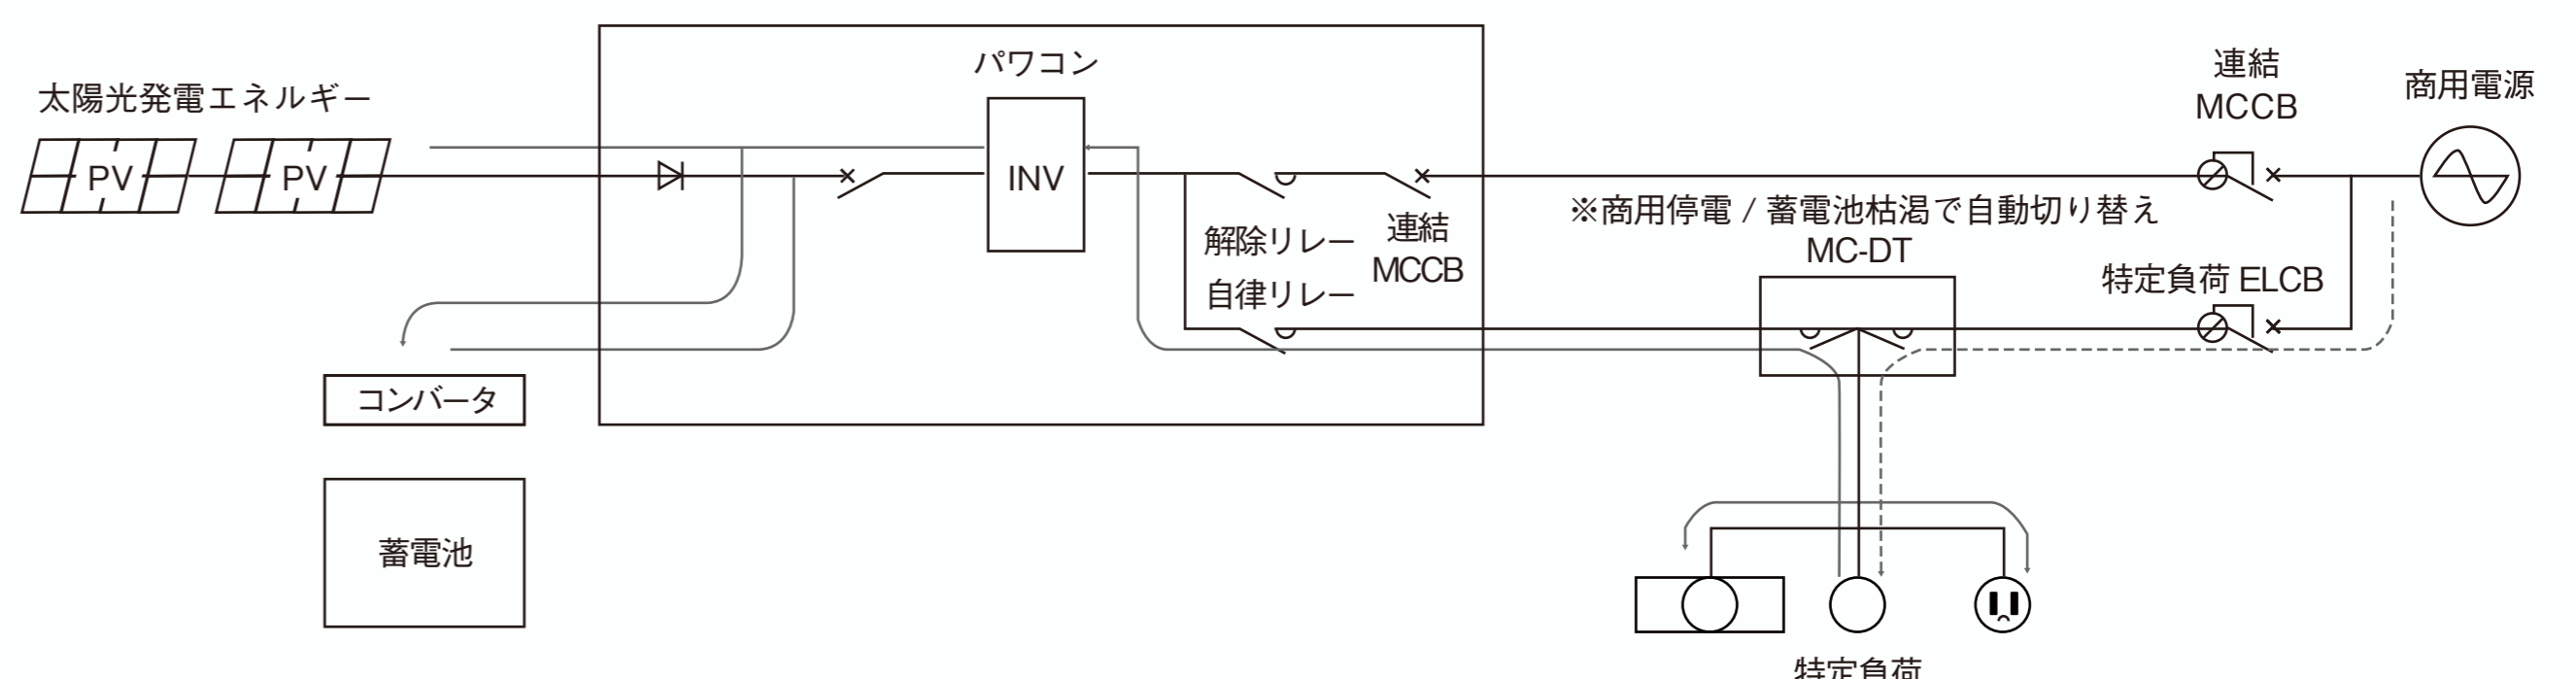 太陽光発電エネルギー
PV
PV
パワコン
INV
解除リレー
自律リレー
連結
MCCB
※商用停電 / 蓄電池枯渇で自動切り替え
MC-DT
連結
MCCB
商用電源
特定負荷 ELCB
コンバータ
蓄電池
特定負荷